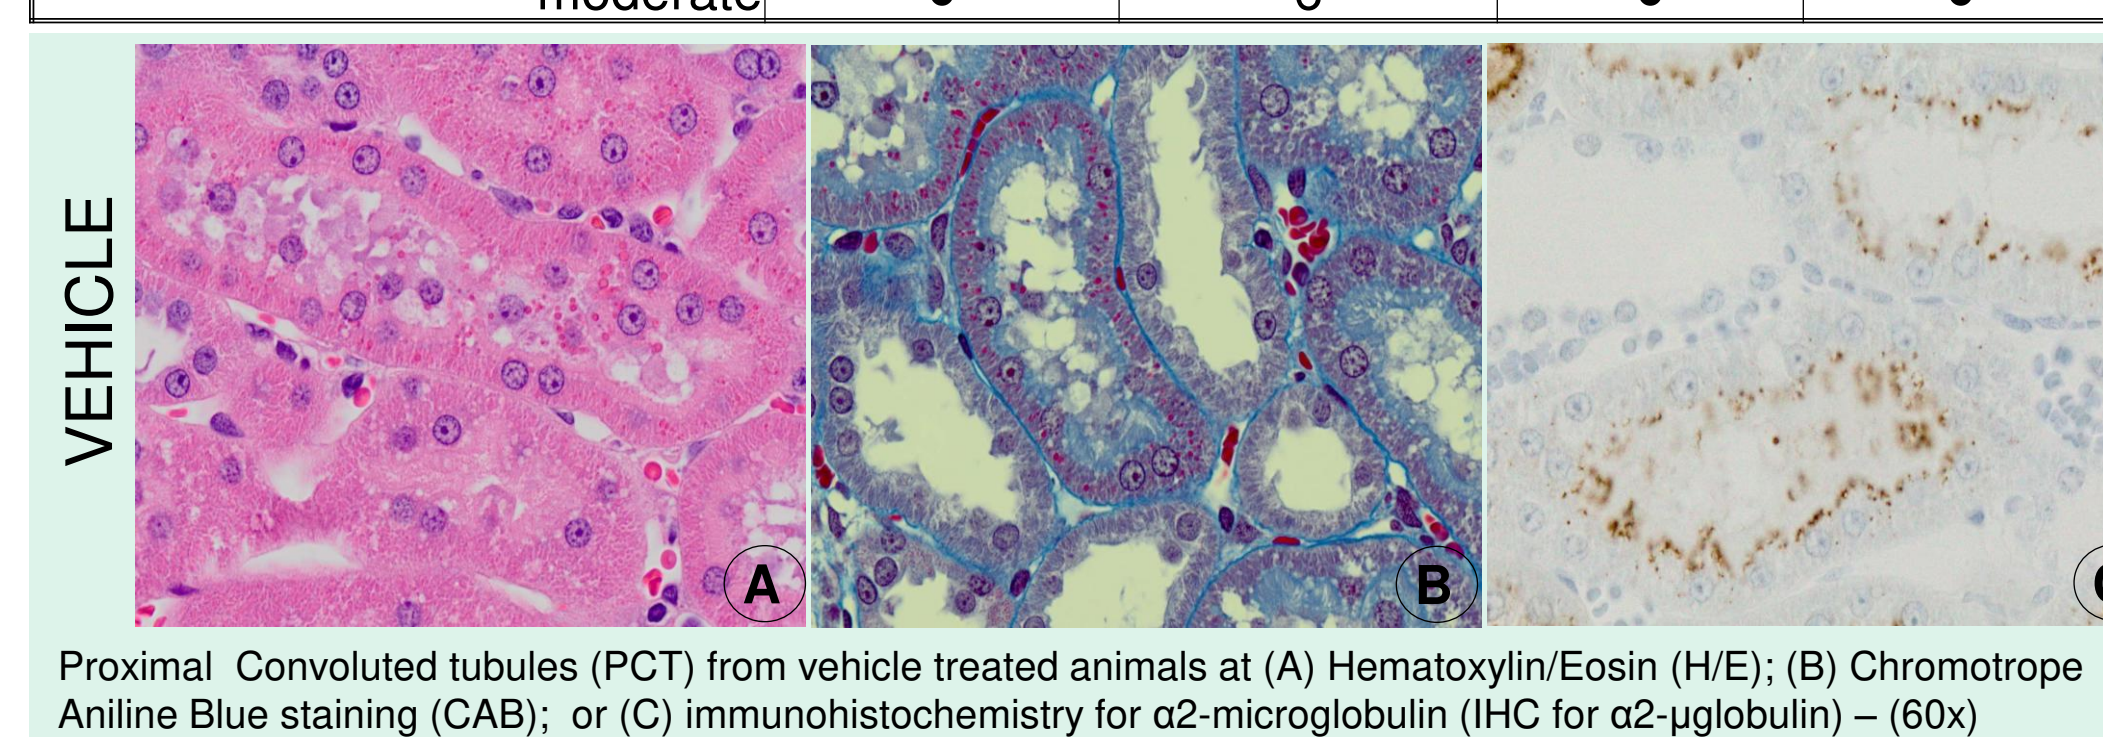 moderate
VEHICLE
A
B
Proximal Convoluted tubules (PCT) from vehicle treated animals at (A) Hematoxylin/Eosin (H/E); (B) Chromotrope
Aniline Blue staining (CAB); or (C) immunohistochemistry for α2-microglobulin (IHC for α2-µglobulin) – (60x)